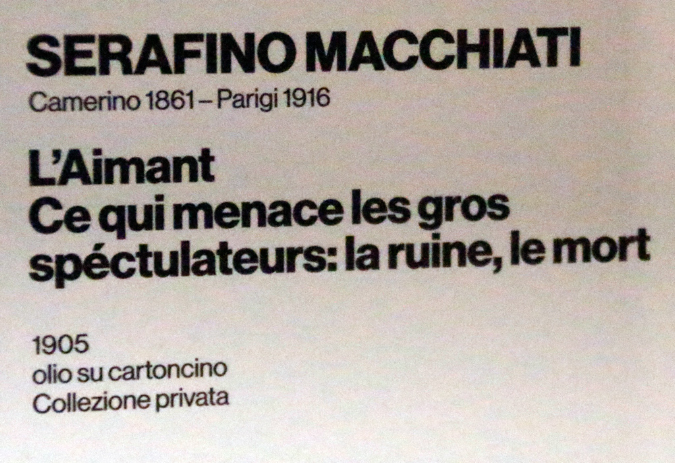 SERAFINO MACCHIATI
Camerino 1861 – Parigi 1916
L'Aimant
Ce qui menace les gros
spéctulateurs: la ruine, le mort
1905
olio su cartoncino
Collezione privata